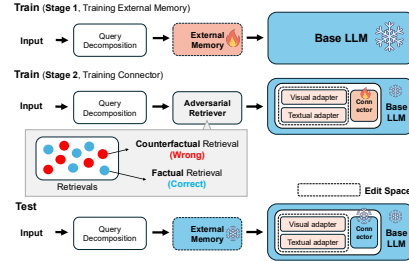 Train (Stage 1, Training External Memory)
Input
Query Decomposition
External Memory
Base LLM
Train (Stage 2, Training Connector)
Input
Query Decomposition
Adversarial Retriever
Visual adapter
Textual adapter
Conn ector
Base LLM
Counterfactual Retrieval
(Wrong)
Factual Retrieval
(Correct)
Retrievals
Edit Space
Test
Input
Query Decomposition
External Memory
Visual adapter
Textual adapter
Conn ector
Base LLM